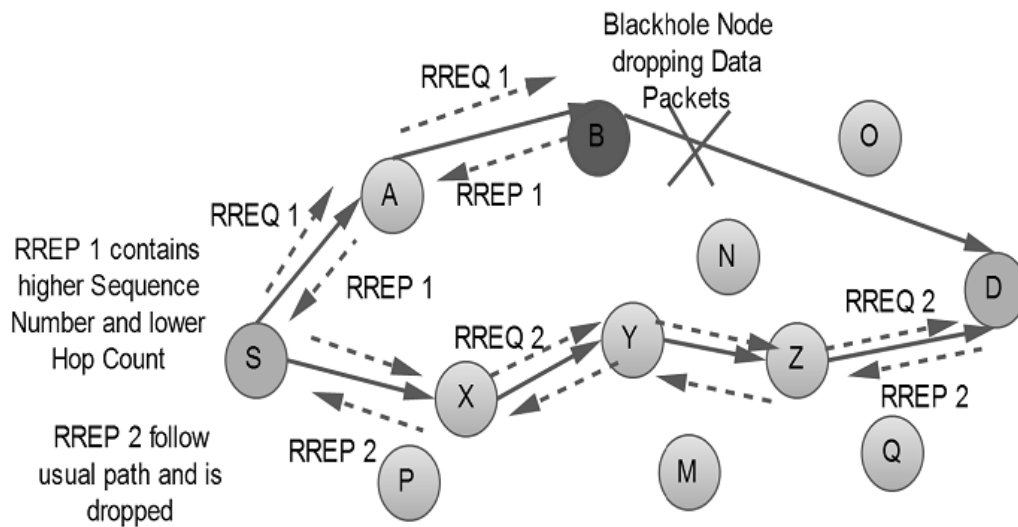 Blackhole Node
dropping Data
Packets
RREQ 1
B
O
A
RREP 1
RREQ 1
N
RREP 1 contains
higher Sequence
Number and lower
Hop Count
RREP 1
D
RREQ 2
RREQ 2
Y
S
Z
X
RREP 2
RREP 2
RREP 2 follow
usual path and is
dropped
P
M
Q